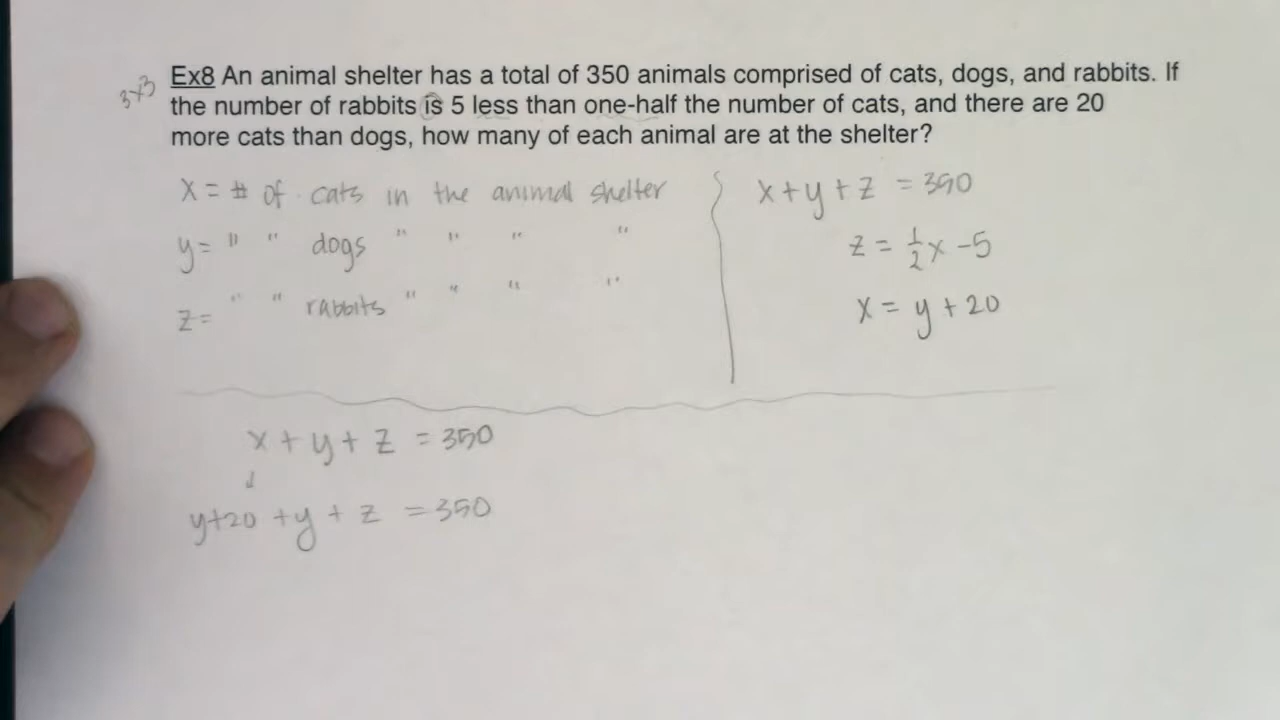 3x3
Ex8 An animal shelter has a total of 350 animals comprised of cats, dogs, and rabbits. If
the number of rabbits is 5 less than one-half the number of cats, and there are 20
more cats than dogs, how many of each animal are at the shelter?
x = # of cats in the animal shelter
y = " " dogs " " " "
z = " " rabbits " " " "
x + y + z = 350
z = 1/2 x - 5
x = y + 20
x + y + z = 350
↓
y+20 + y + z = 350